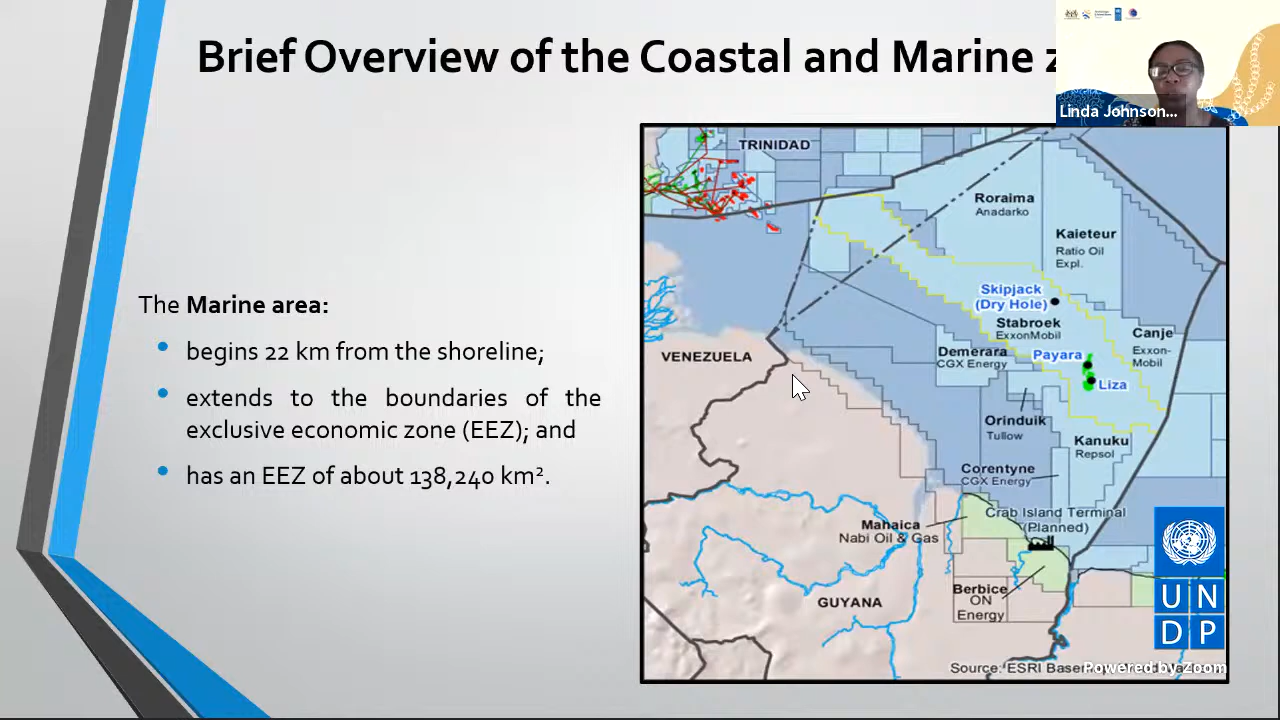 Brief Overview of the Coastal and Marine
Linda Johnson...
The Marine area:
begins 22 km from the shoreline;
extends to the boundaries of the
exclusive economic zone (EEZ); and
has an EEZ of about 138,240 km².
TRINIDAD
Roraima
Anadarko
Kaieteur
Ratio Oil
Expl.
Skipjack
(Dry Hole)
Stabroek
ExxonMobil
Canje
Exxon-
Mobil
VENEZUELA
Demerara
CGX Energy
Payara
Liza
Orinduik
Tullow
Kanuku
Repsol
Corentyne
CGX Energy
Crab Island Terminal
(Planned)
Mahaica
Nabi Oil & Gas
Berbice
ON
Energy
GUYANA
U N
D P
Source: ESRI
Powered by Zoom